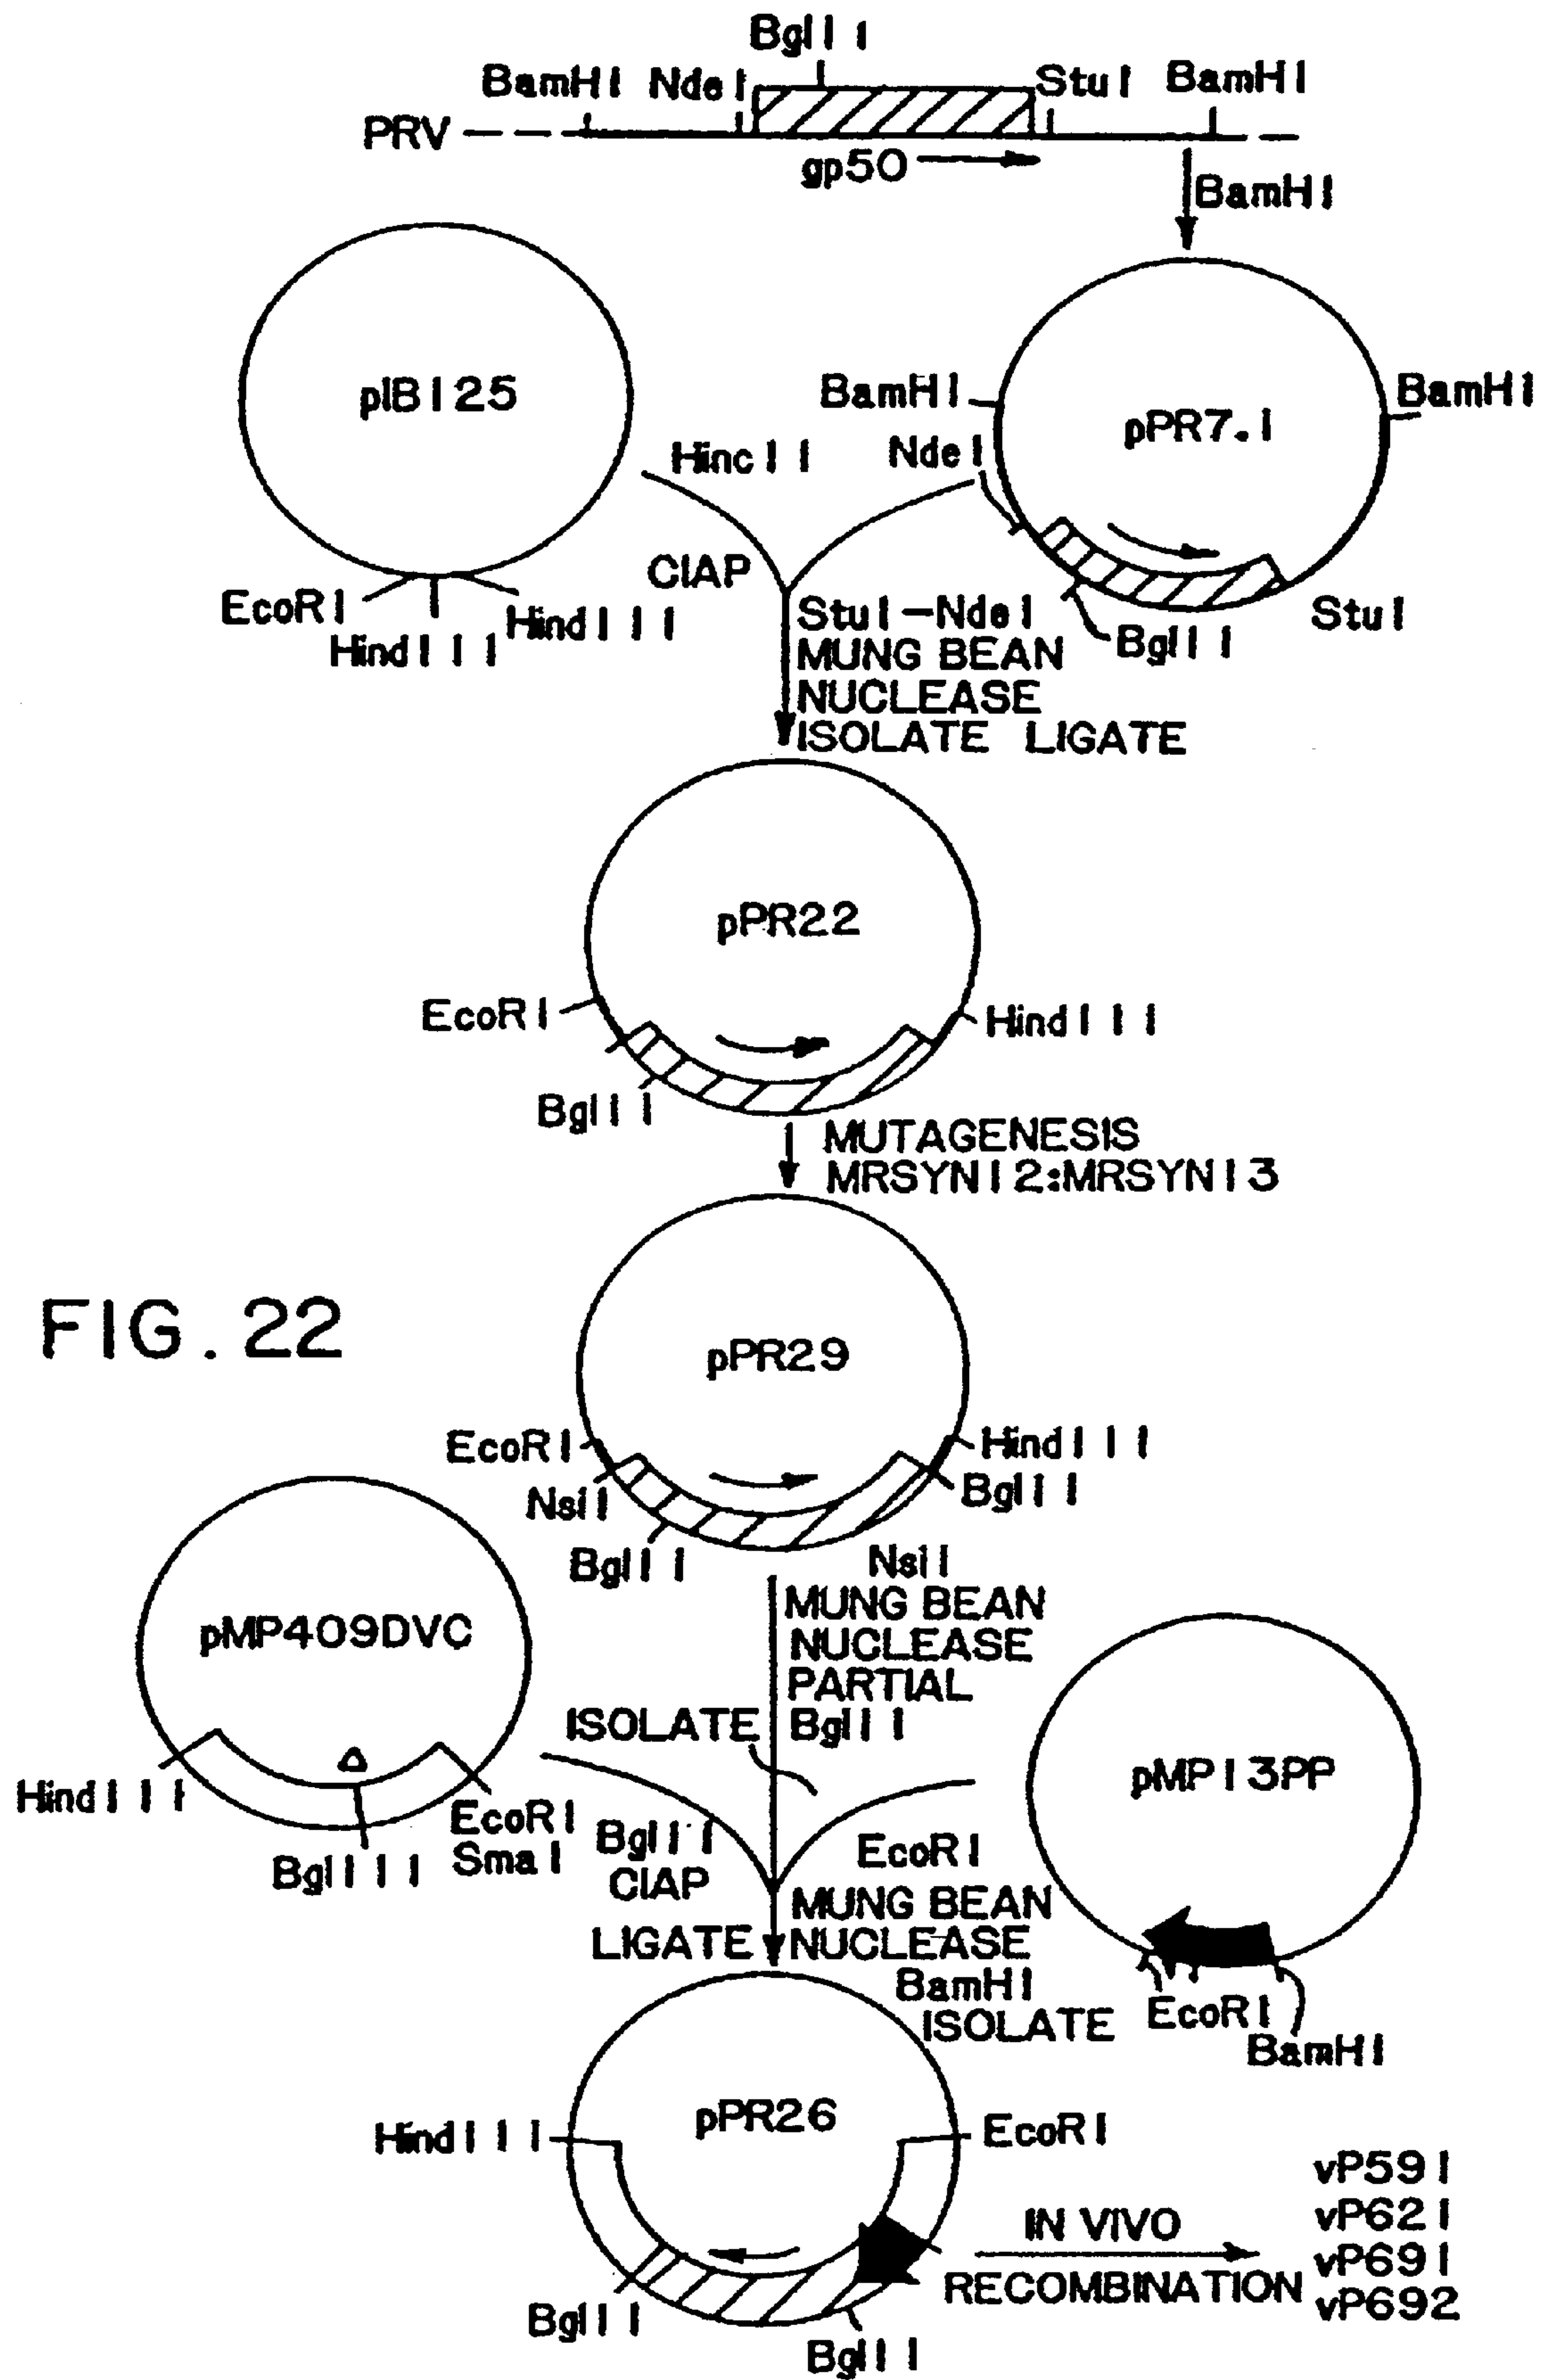 BglII
BamHI NdeI StuI BamHI
PRV
gp50
BamHI
pIBI25
BamHI
pPR7.1
BamHI
HincII
NdeI
CIAP
EcoRI
HindIII
HindIII
StuI-NdeI
MUNG BEAN
NUCLEASE
ISOLATE LIGATE
BglII
StuI
pPR22
EcoRI
HindIII
BglII
MUTAGENESIS
MRSYN12:MRSYN13
FIG. 22
pPR29
EcoRI
HindIII
NsiI
BglII
BglII
NsiI
MUNG BEAN
NUCLEASE
PARTIAL
BglII
ISOLATE
pMP409DVC
HindIII
Δ
BglIII
EcoRI
SmaI
BglII
CIAP
pMP13PP
EcoRI
MUNG BEAN
NUCLEASE
BamHI
ISOLATE
LIGATE
EcoRI
BamHI
pPR26
HindIII
EcoRI
BglII
BglII
IN VIVO
RECOMBINATION
vP591
vP621
vP691
vP692